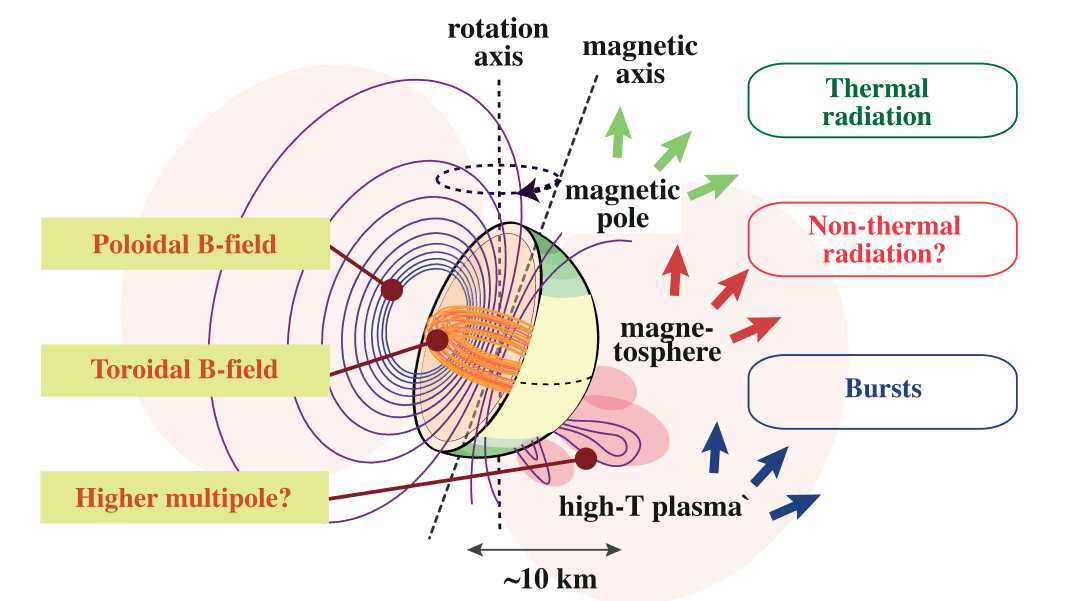 rotation
axis
magnetic
axis
Thermal
radiation
magnetic
pole
Non-thermal
radiation?
Poloidal B-field
magne-
tosphere
Toroidal B-field
Bursts
Higher multipole?
high-T plasma`
~10 km